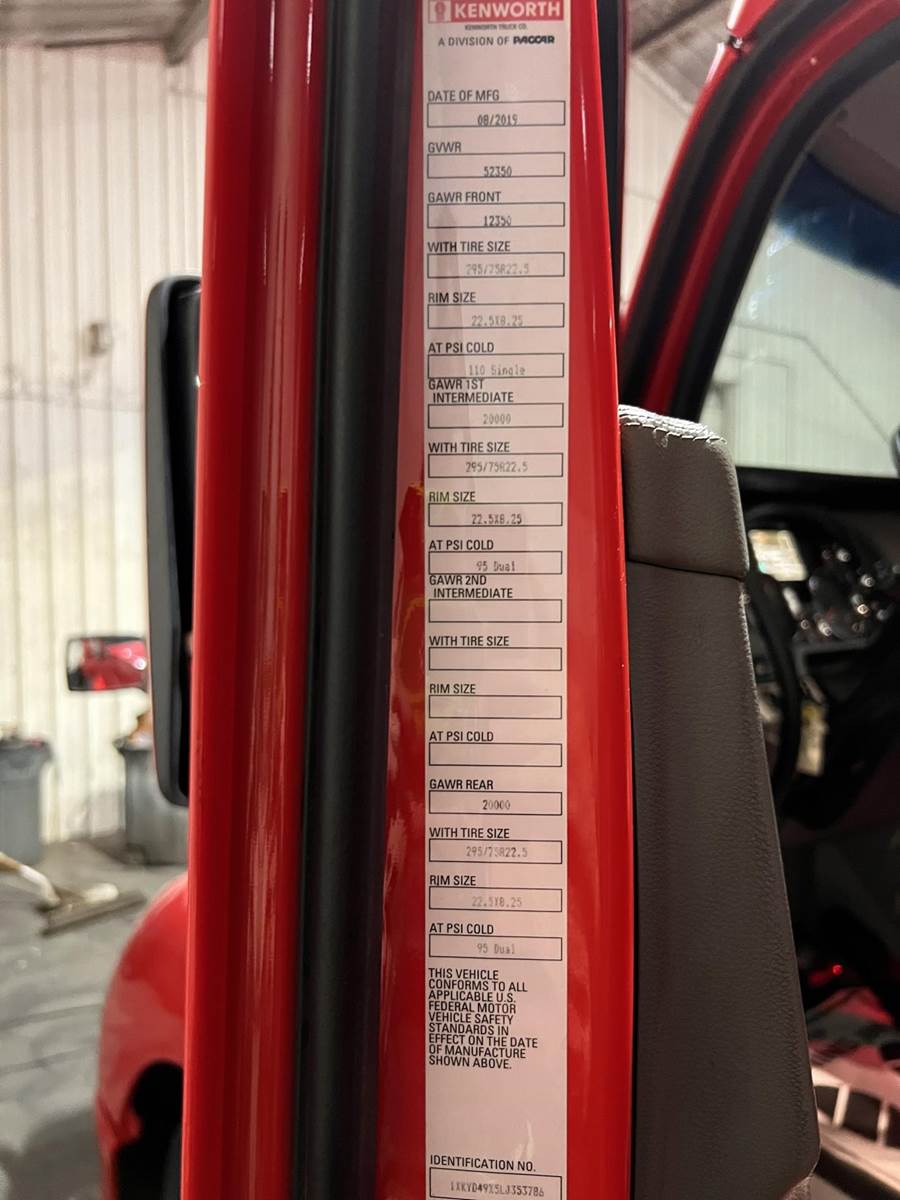 KENWORTH
KENWORTH TRUCK CO.
A DIVISION OF PACCAR
DATE OF MFG
08/2019
GVWR
52350
GAWR FRONT
12350
WITH TIRE SIZE
295/75R22.5
RIM SIZE
22.5X8.25
AT PSI COLD
110 Single
GAWR 1ST
INTERMEDIATE
20000
WITH TIRE SIZE
295/75R22.5
RIM SIZE
22.5X8.25
AT PSI COLD
95 Dual
GAWR 2ND
INTERMEDIATE
WITH TIRE SIZE
RIM SIZE
AT PSI COLD
GAWR REAR
20000
WITH TIRE SIZE
295/75R22.5
RIM SIZE
22.5X8.25
AT PSI COLD
95 Dual
THIS VEHICLE
CONFORMS TO ALL
APPLICABLE U.S.
FEDERAL MOTOR
VEHICLE SAFETY
STANDARDS IN
EFFECT ON THE DATE
OF MANUFACTURE
SHOWN ABOVE.
IDENTIFICATION NO.
1XKYD49X5LJ353786